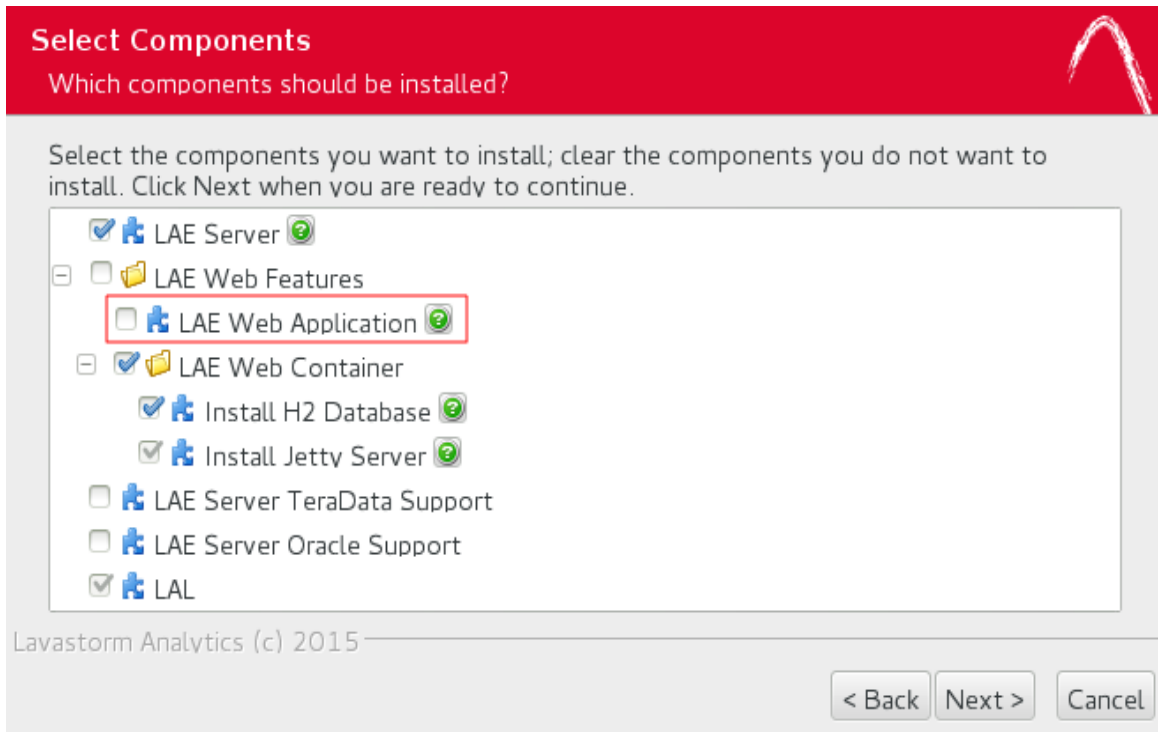 Select Components
Which components should be installed?
Select the components you want to install; clear the components you do not want to
install. Click Next when you are ready to continue.
LAE Server
LAE Web Features
LAE Web Application
LAE Web Container
Install H2 Database
Install Jetty Server
LAE Server TeraData Support
LAE Server Oracle Support
LAL
Lavastorm Analytics (c) 2015
< Back Next > Cancel